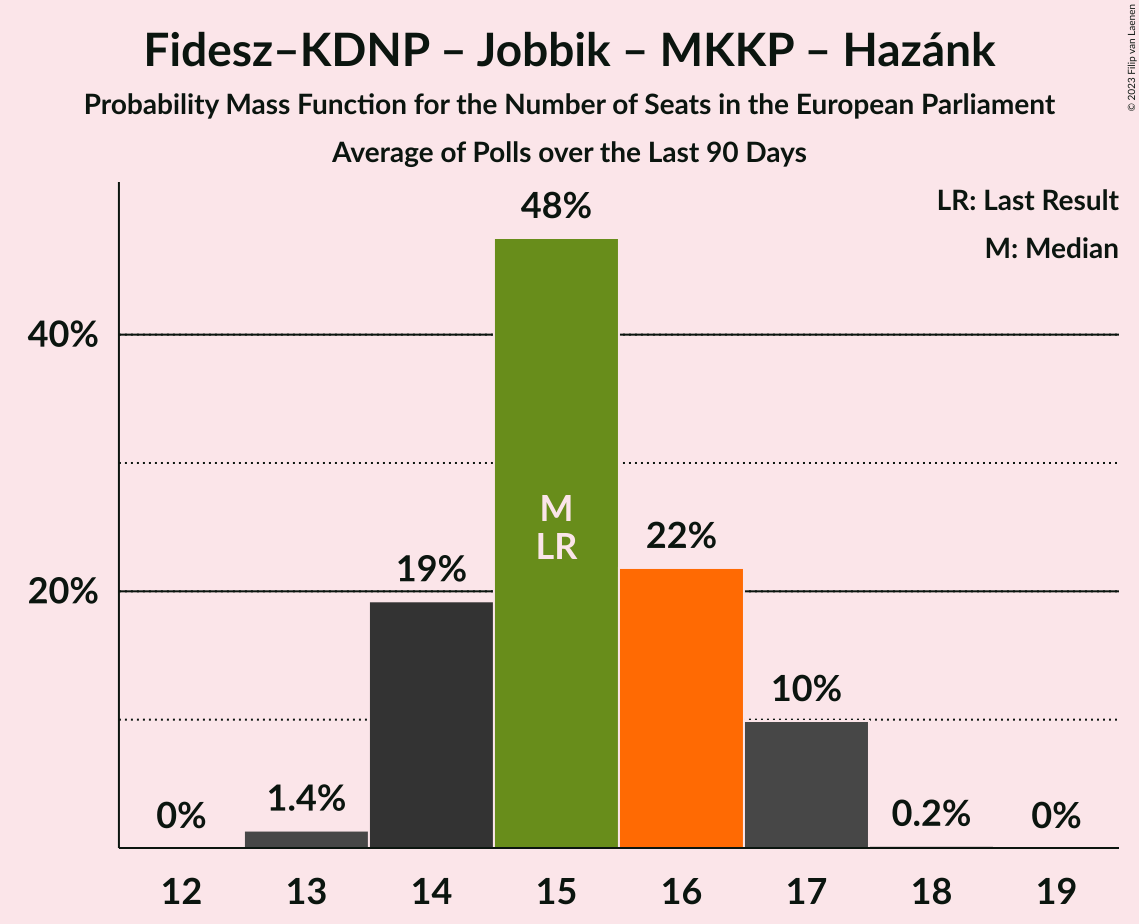 Fidesz–KDNP – Jobbik – MKKP – Hazánk
Probability Mass Function for the Number of Seats in the European Parliament
Average of Polls over the Last 90 Days
© 2023 Filip van Laenen
LR: Last Result
M: Median
48%
40%
M
LR
22%
19%
20%
10%
1.4%
0%
0.2%
0%
12 13 14 15 16 17 18 19